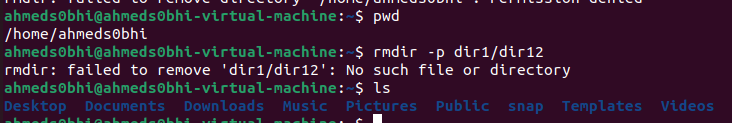 rmdir: failed to remove directory 'dir1/dir12': Permission denied
ahmeds0bhi@ahmeds0bhi-virtual-machine:~$ pwd
/home/ahmeds0bhi
ahmeds0bhi@ahmeds0bhi-virtual-machine:~$ rmdir -p dir1/dir12
rmdir: failed to remove 'dir1/dir12': No such file or directory
ahmeds0bhi@ahmeds0bhi-virtual-machine:~$ ls
Desktop Documents Downloads Music Pictures Public snap Templates Videos
ahmeds0bhi@ahmeds0bhi-virtual-machine:~$